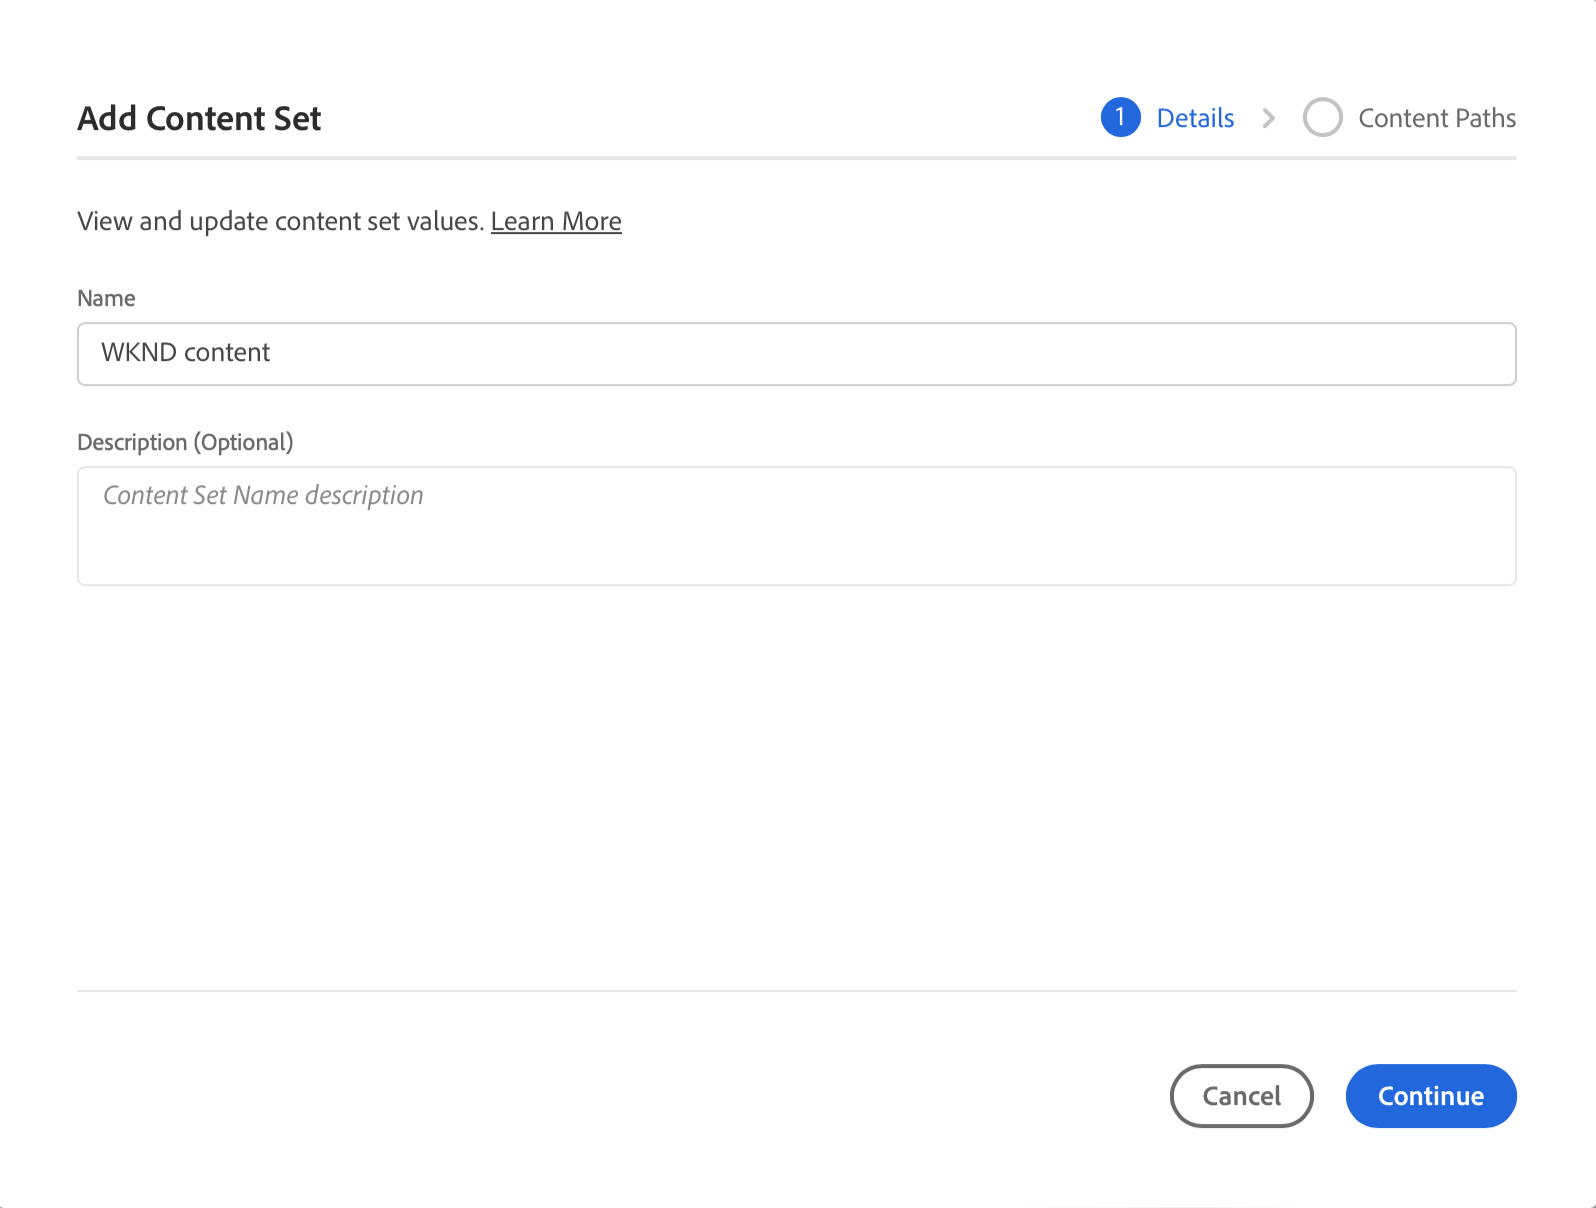 Add Content Set
1 Details > Content Paths
View and update content set values. Learn More
Name
WKND content
Description (Optional)
Content Set Name description
Cancel Continue